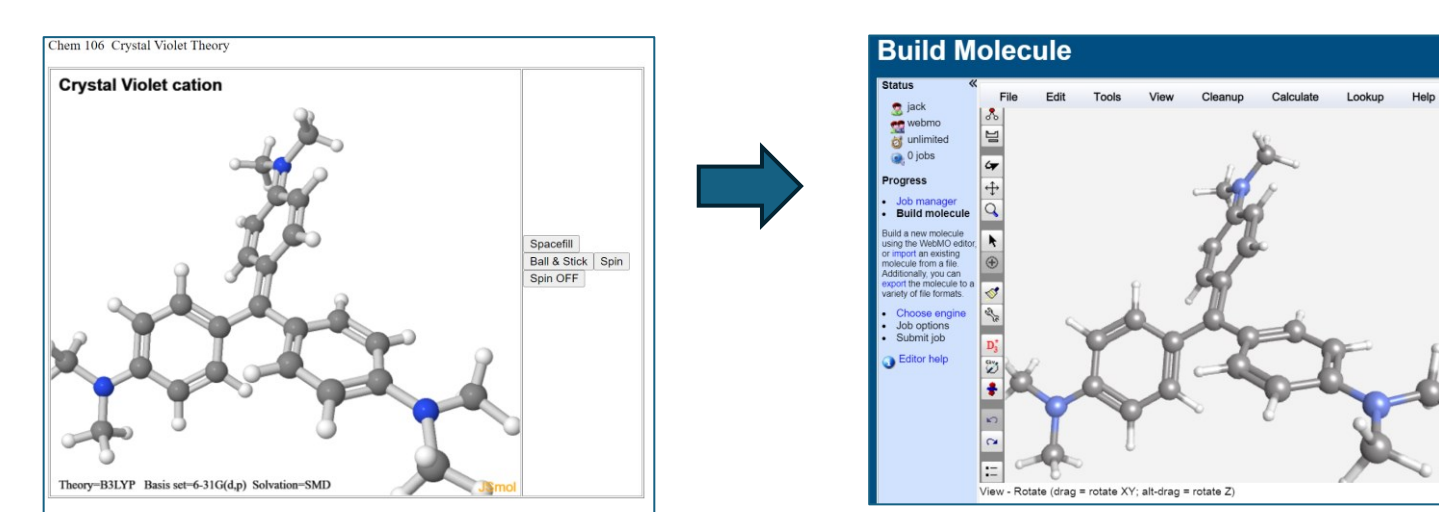 Chem 106 Crystal Violet Theory
Crystal Violet cation
Spacefill
Ball & Stick Spin
Spin OFF
Theory=B3LYP Basis set=6-31G(d,p) Solvation=SMD
JSmol
Build Molecule
Status «
jack
webmo
unlimited
0 jobs
Progress
• Job manager
• Build molecule
Build a new molecule
using the WebMO editor,
or import an existing
molecule from a file.
Additionally, you can
export the molecule to a
variety of file formats.
• Choose engine
• Job options
• Submit job
Editor help
File Edit Tools View Cleanup Calculate Lookup Help
View - Rotate (drag = rotate XY; alt-drag = rotate Z)